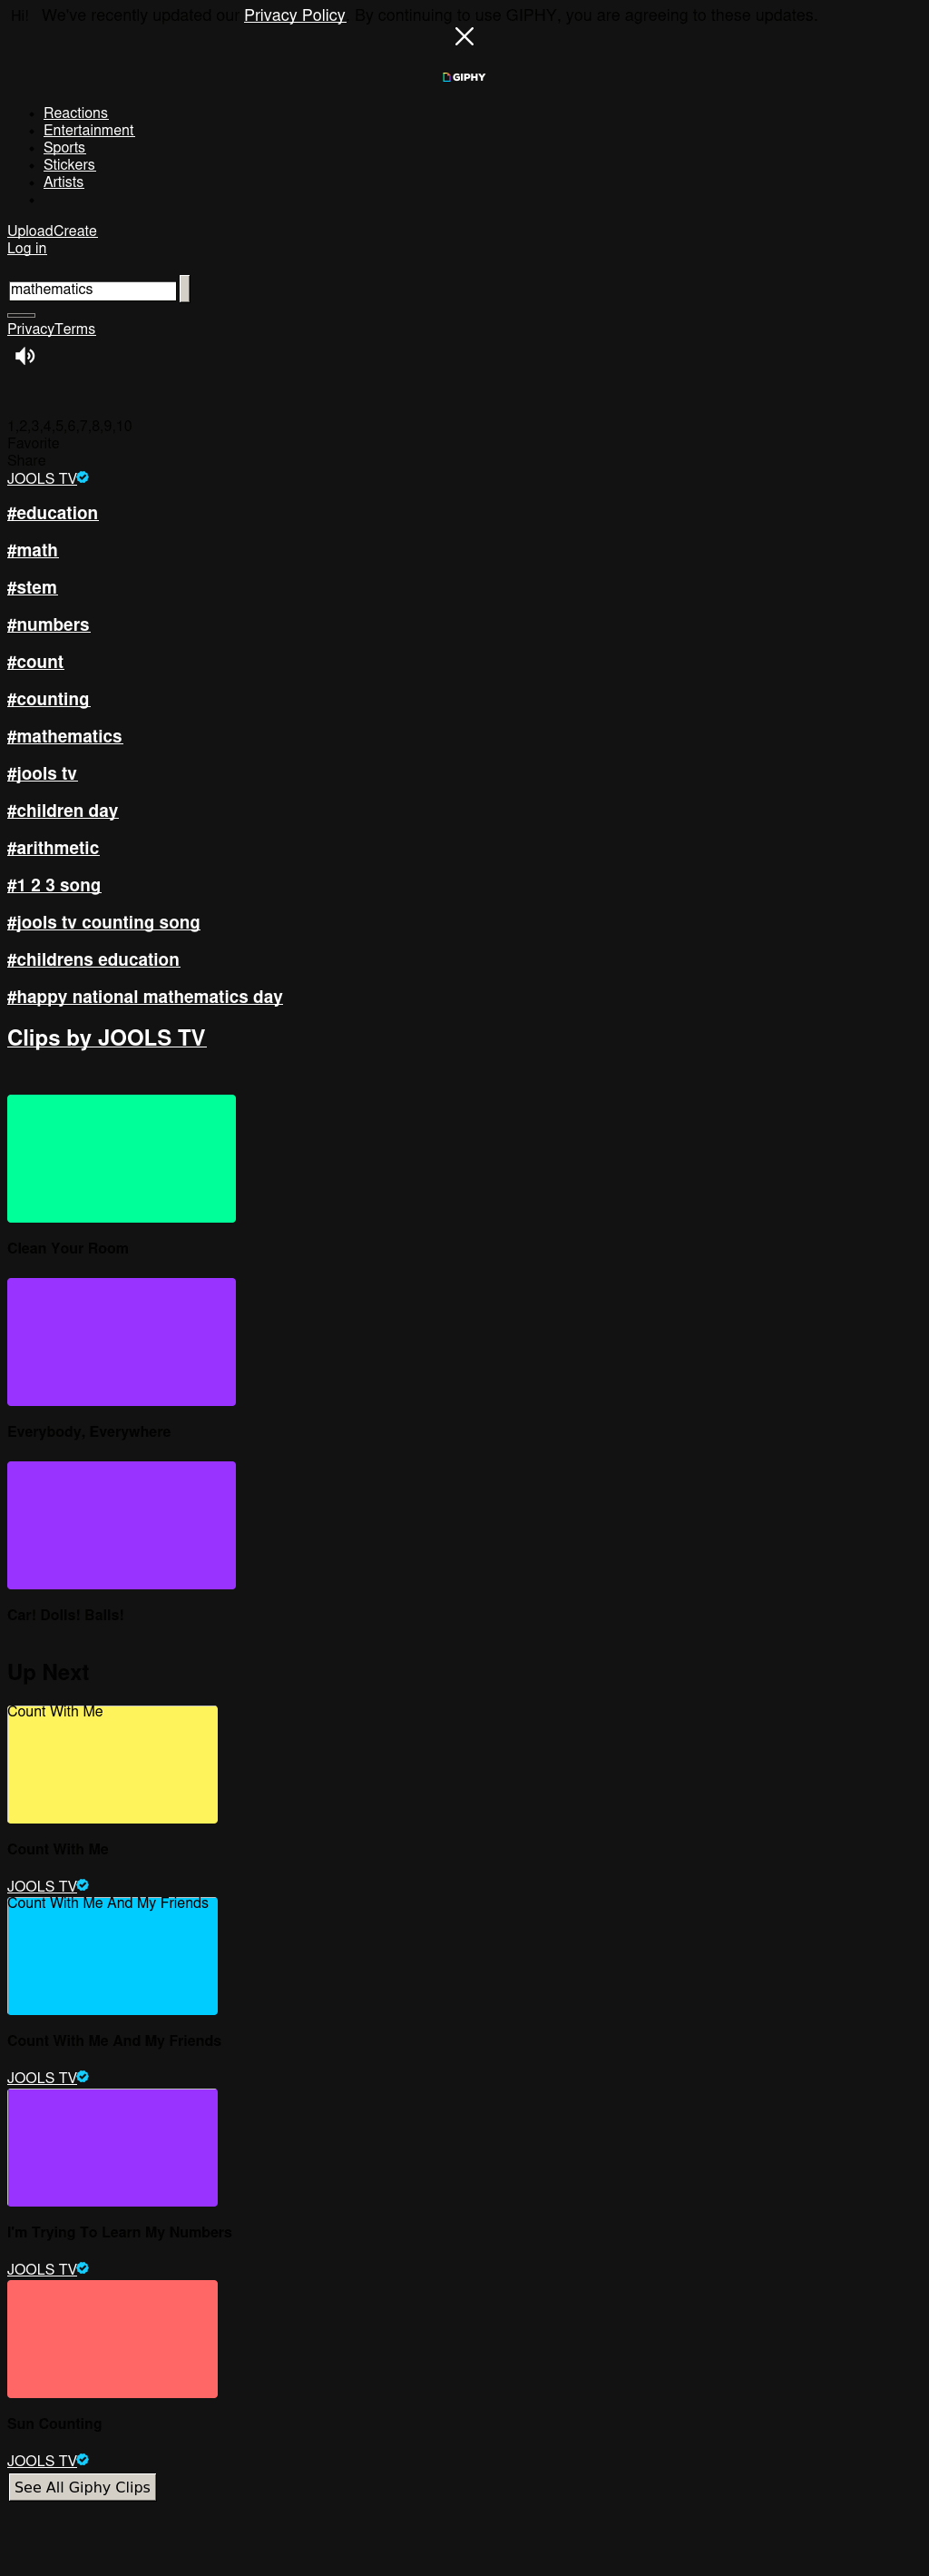 Hi! We've recently updated our Privacy Policy. By continuing to use GIPHY, you are agreeing to these updates.
GIPHY
Reactions
Entertainment
Sports
Stickers
Artists
UploadCreate
Log in
mathematics
PrivacyTerms
1,2,3,4,5,6,7,8,9,10
Favorite
Share
JOOLS TV
#education
#math
#stem
#numbers
#count
#counting
#mathematics
#jools tv
#children day
#arithmetic
#1 2 3 song
#jools tv counting song
#childrens education
#happy national mathematics day
Clips by JOOLS TV
Clean Your Room
Everybody, Everywhere
Car! Dolls! Balls!
Up Next
Count With Me
Count With Me
JOOLS TV
Count With Me And My Friends
Count With Me And My Friends
JOOLS TV
I'm Trying To Learn My Numbers
JOOLS TV
Sun Counting
JOOLS TV
See All Giphy Clips